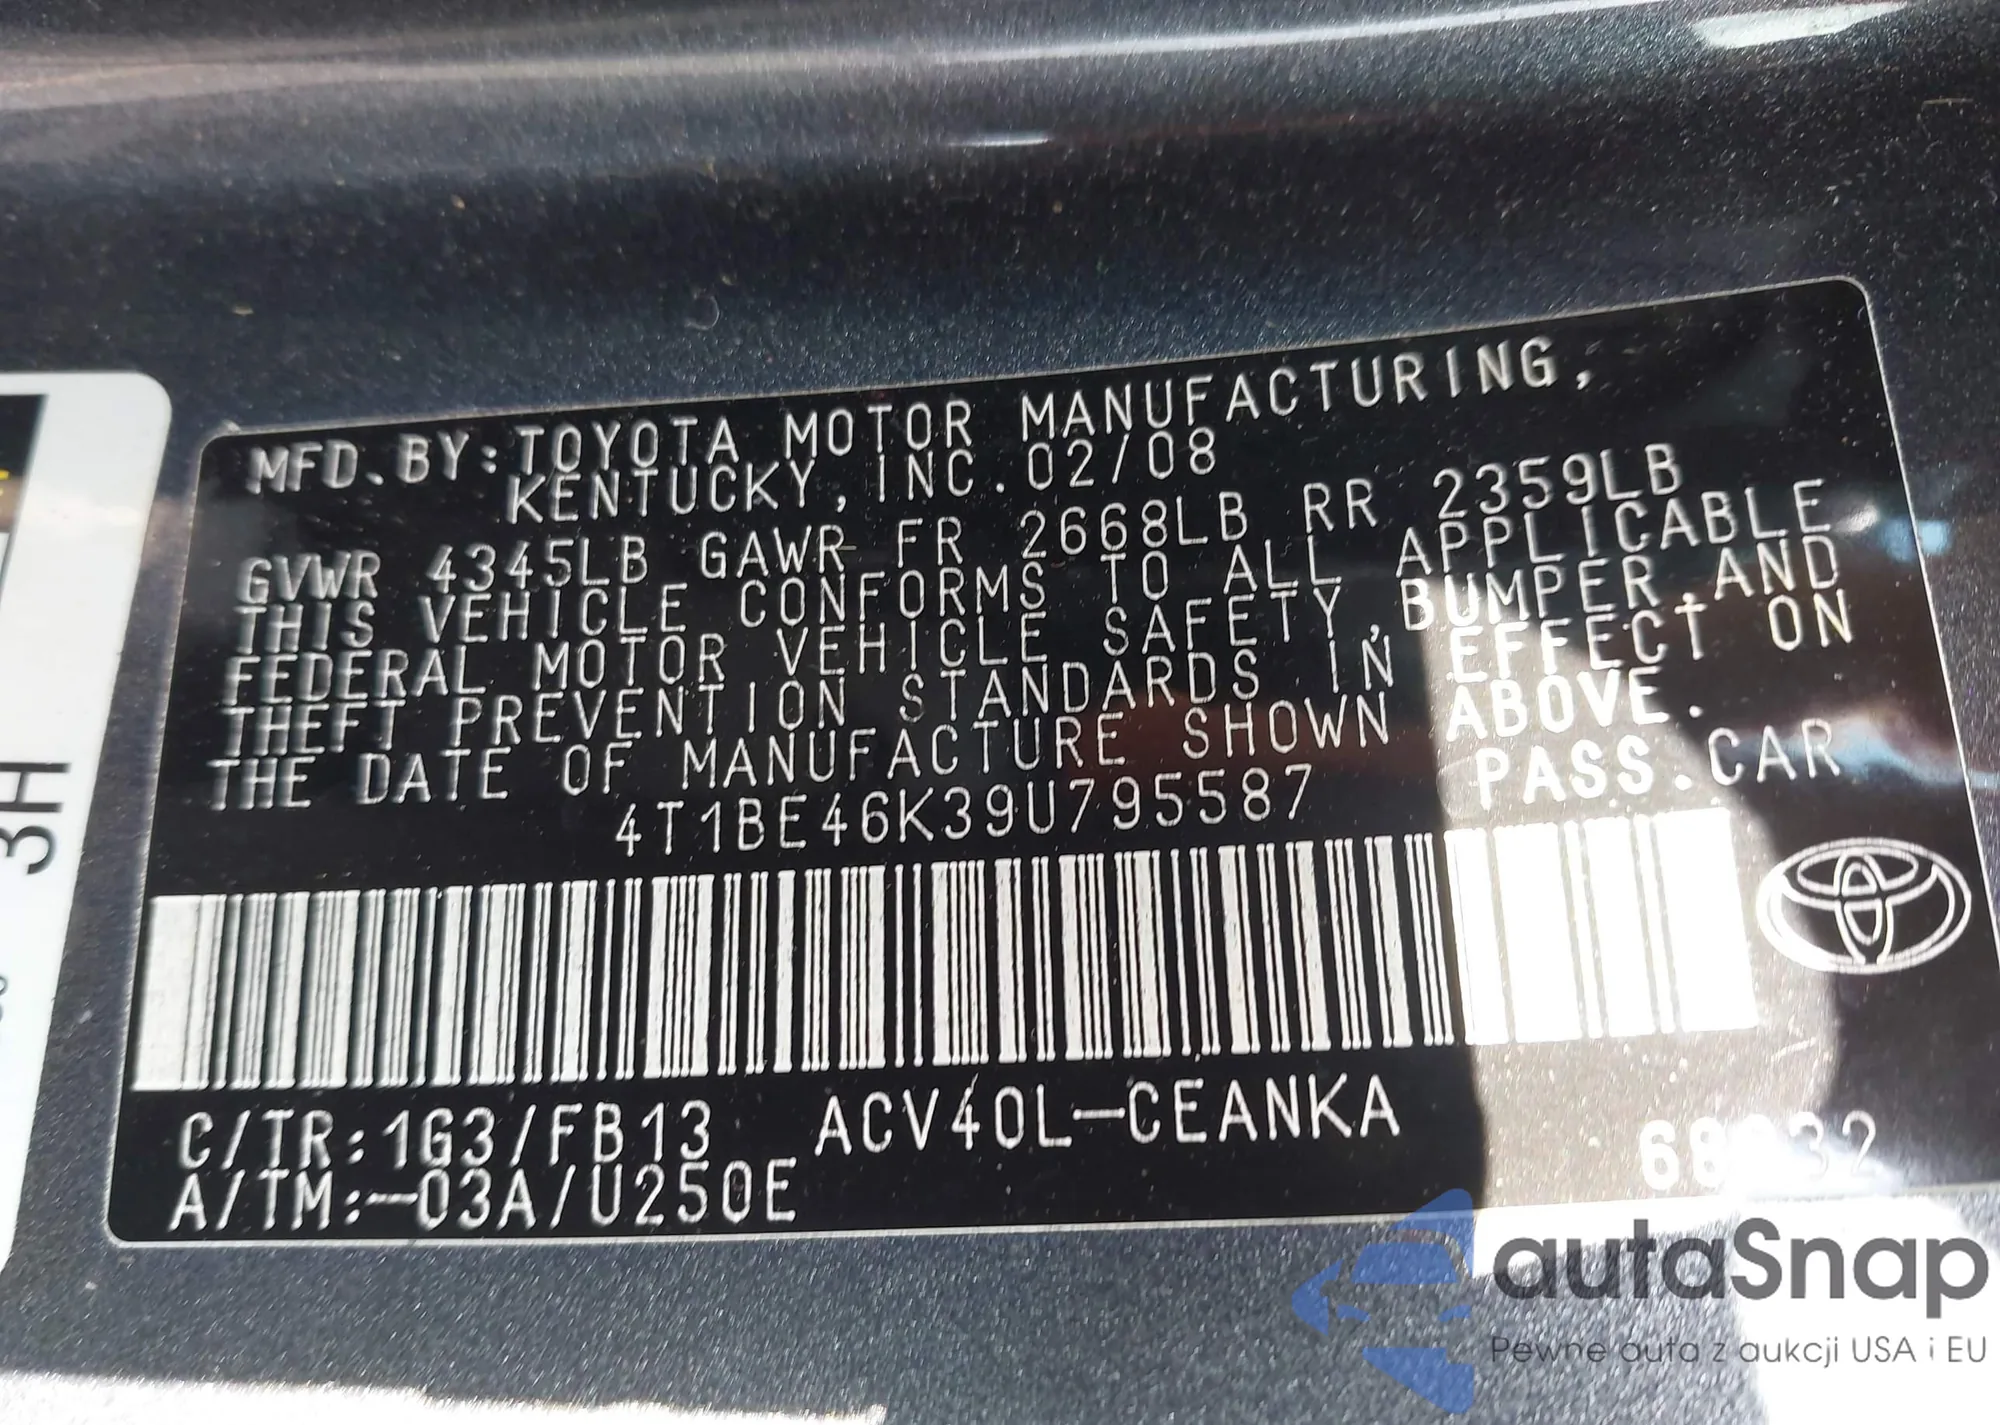 MFD. BY: TOYOTA MOTOR MANUFACTURING,
KENTUCKY, INC. 02/08
GVWR 4345LB GAWR FR 2668LB RR 2359LB
THIS VEHICLE CONFORMS TO ALL APPLICABLE
FEDERAL MOTOR VEHICLE SAFETY, BUMPER, AND
THEFT PREVENTION STANDARDS IN EFFECT ON
THE DATE OF MANUFACTURE SHOWN ABOVE.
4T1BE46K39U795587 PASS. CAR
C/TR:1G3/FB13 ACV40L-CEANKA
A/TM:-03A/U250E
3H
autaSnap
Pewne auta z aukcji USA i EU